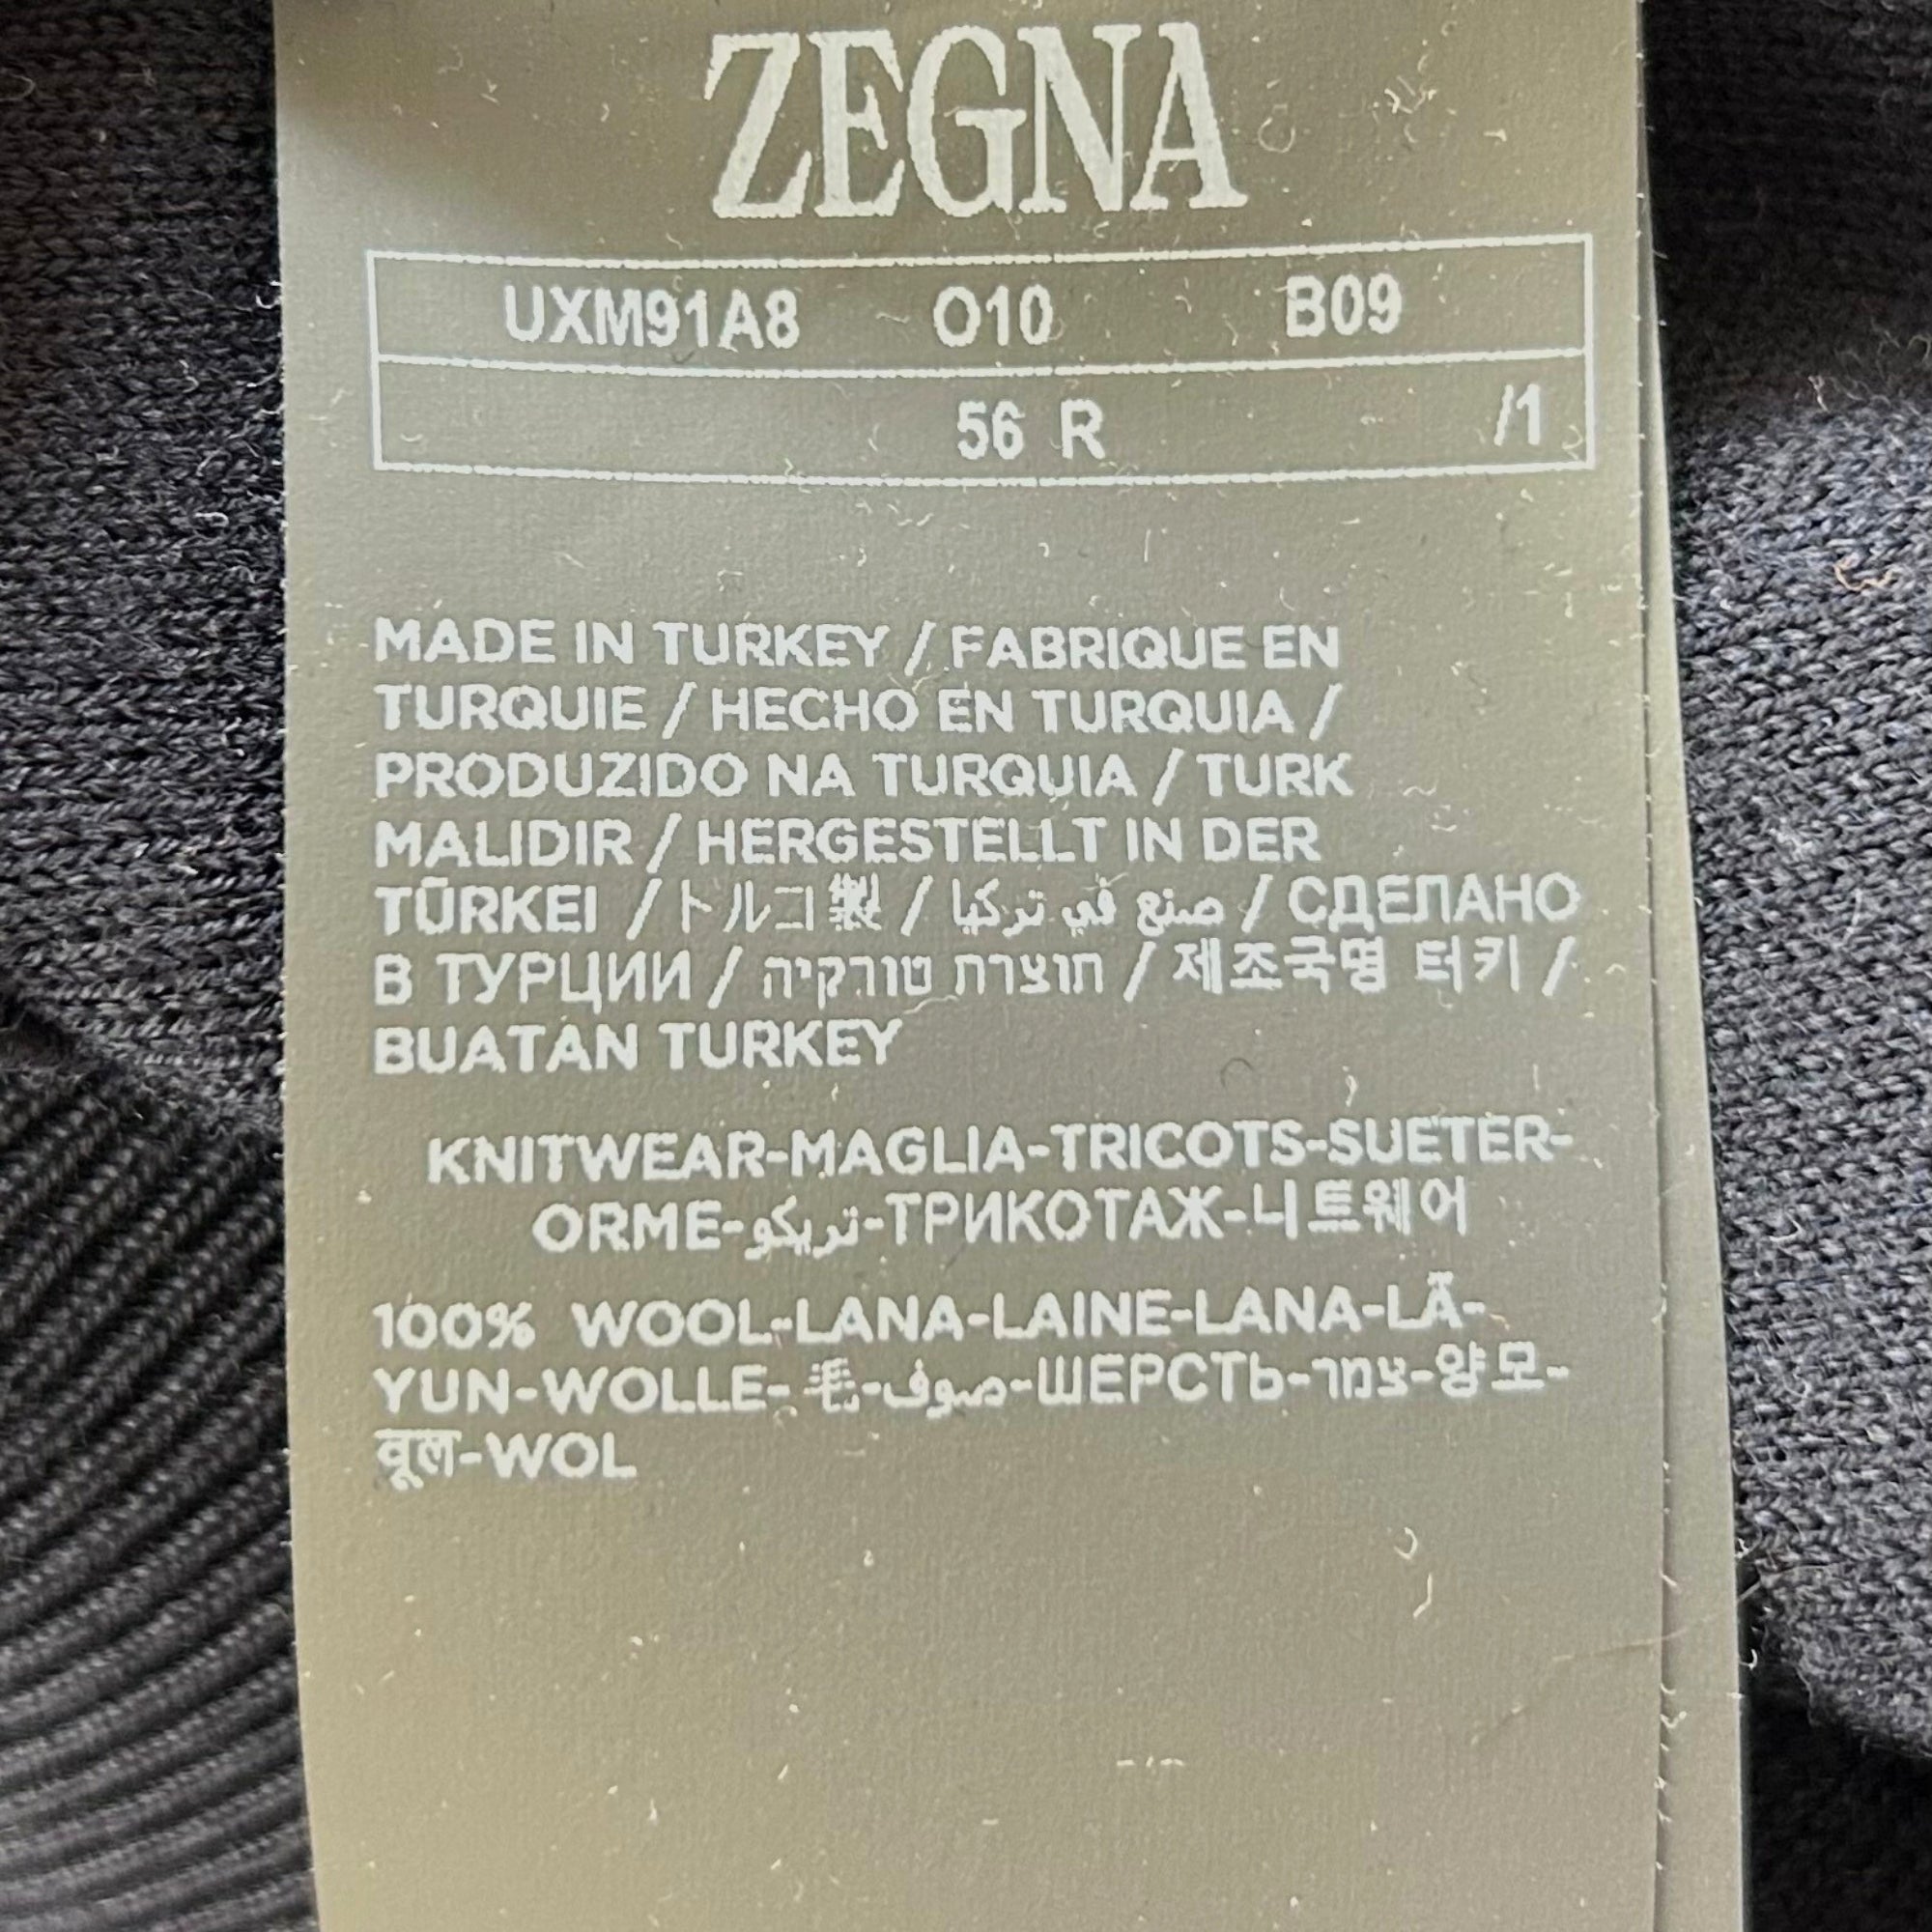 ZEGNA
UXM91A8 O10 B09
56 R /1
MADE IN TURKEY / FABRIQUE EN
TURQUIE / HECHO EN TURQUIA /
PRODUZIDO NA TURQUIA / TURK
MALIDIR / HERGESTELLT IN DER
TŪRKEI / トルコ製 / صنع في تركيا / СДЕЛАНО
В ТУРЦИИ / תוצרת טורקיה / 제조국명 터키 /
BUATAN TURKEY
KNITWEAR-MAGLIA-TRICOTS-SUETER-
ORME-تريكو-ТРИКОТАЖ-니트웨어
100% WOOL-LANA-LAINE-LANA-LÃ-
YUN-WOLLE-毛-صوف-ШЕРСТЬ-צמר-양모-
वूल-WOL